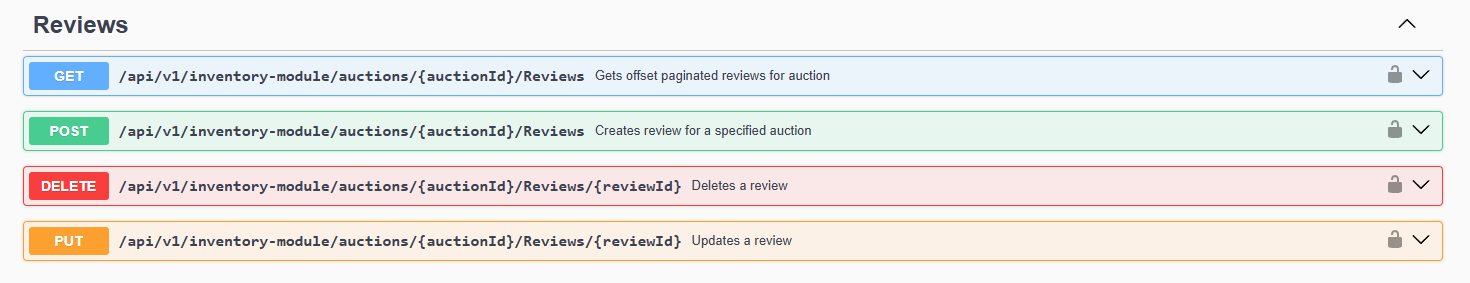 Reviews
GET /api/v1/inventory-module/auctions/{auctionId}/Reviews Gets offset paginated reviews for auction
POST /api/v1/inventory-module/auctions/{auctionId}/Reviews Creates review for a specified auction
DELETE /api/v1/inventory-module/auctions/{auctionId}/Reviews/{reviewId} Deletes a review
PUT /api/v1/inventory-module/auctions/{auctionId}/Reviews/{reviewId} Updates a review